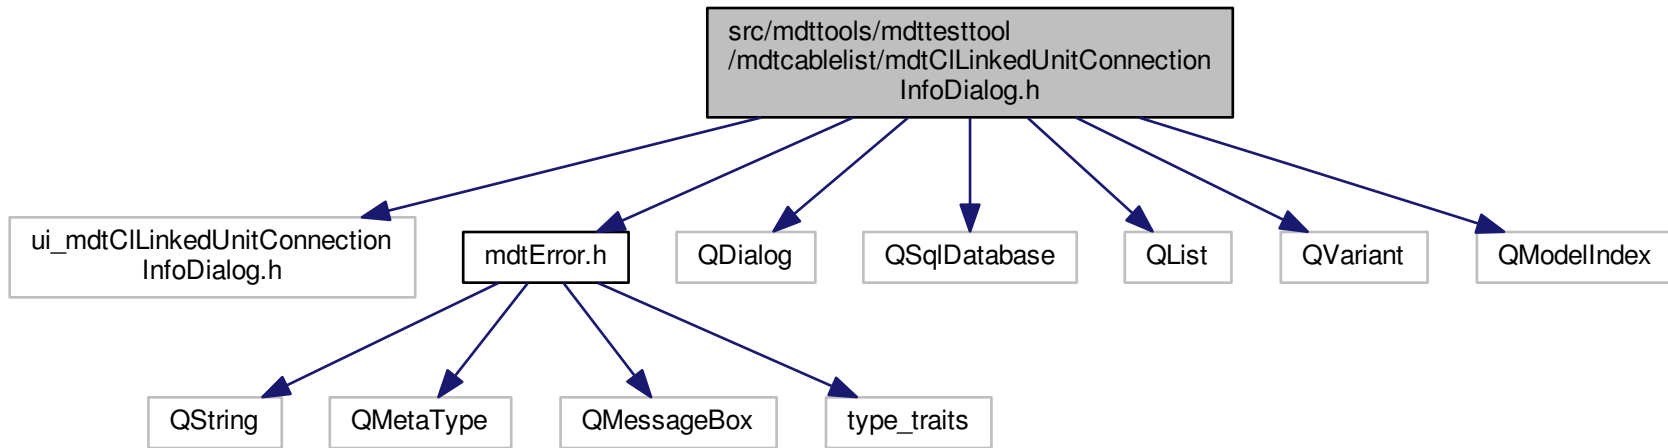 src/mdttools/mdttesttool
/mdtcablelist/mdtClLinkedUnitConnection
InfoDialog.h
ui_mdtClLinkedUnitConnection
InfoDialog.h
mdtError.h
QDialog
QSqlDatabase
QList
QVariant
QModelIndex
QString
QMetaType
QMessageBox
type_traits